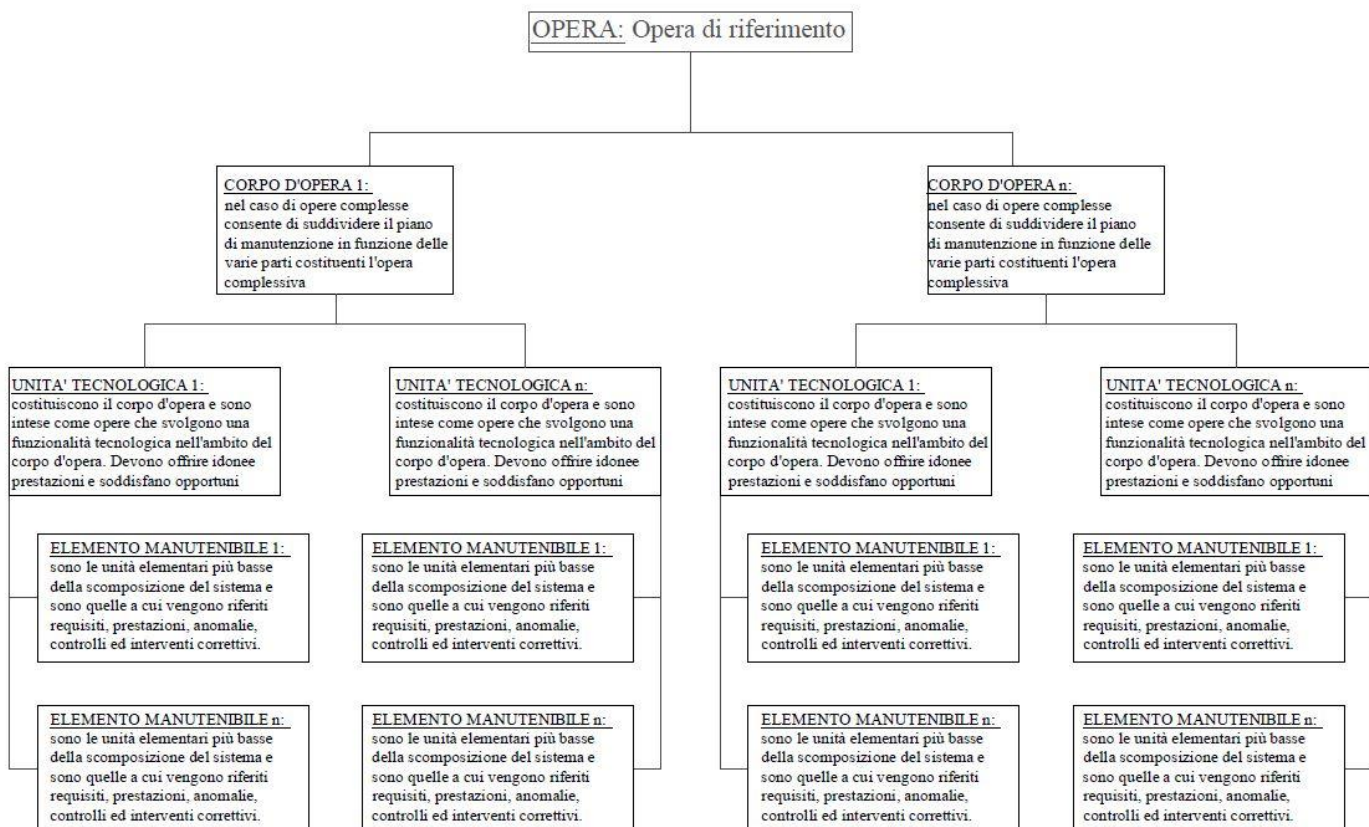 OPERA: Opera di riferimento
CORPO D'OPERA 1:
nel caso di opere complesse
consente di suddividere il piano
di manutenzione in funzione delle
varie parti costituenti l'opera
complessiva
CORPO D'OPERA n:
nel caso di opere complesse
consente di suddividere il piano
di manutenzione in funzione delle
varie parti costituenti l'opera
complessiva
UNITA' TECNOLOGICA 1:
costituiscono il corpo d'opera e sono
intese come opere che svolgono una
funzionalità tecnologica nell'ambito del
corpo d'opera. Devono offrire idonee
prestazioni e soddisfano opportuni
UNITA' TECNOLOGICA n:
costituiscono il corpo d'opera e sono
intese come opere che svolgono una
funzionalità tecnologica nell'ambito del
corpo d'opera. Devono offrire idonee
prestazioni e soddisfano opportuni
UNITA' TECNOLOGICA 1:
costituiscono il corpo d'opera e sono
intese come opere che svolgono una
funzionalità tecnologica nell'ambito del
corpo d'opera. Devono offrire idonee
prestazioni e soddisfano opportuni
UNITA' TECNOLOGICA n:
costituiscono il corpo d'opera e sono
intese come opere che svolgono una
funzionalità tecnologica nell'ambito del
corpo d'opera. Devono offrire idonee
prestazioni e soddisfano opportuni
ELEMENTO MANUTENIBILE 1:
sono le unità elementari più basse
della scomposizione del sistema e
sono quelle a cui vengono riferiti
requisiti, prestazioni, anomalie,
controlli ed interventi correttivi.
ELEMENTO MANUTENIBILE 1:
sono le unità elementari più basse
della scomposizione del sistema e
sono quelle a cui vengono riferiti
requisiti, prestazioni, anomalie,
controlli ed interventi correttivi.
ELEMENTO MANUTENIBILE 1:
sono le unità elementari più basse
della scomposizione del sistema e
sono quelle a cui vengono riferiti
requisiti, prestazioni, anomalie,
controlli ed interventi correttivi.
ELEMENTO MANUTENIBILE 1:
sono le unità elementari più basse
della scomposizione del sistema e
sono quelle a cui vengono riferiti
requisiti, prestazioni, anomalie,
controlli ed interventi correttivi.
ELEMENTO MANUTENIBILE n:
sono le unità elementari più basse
della scomposizione del sistema e
sono quelle a cui vengono riferiti
requisiti, prestazioni, anomalie,
controlli ed interventi correttivi.
ELEMENTO MANUTENIBILE n:
sono le unità elementari più basse
della scomposizione del sistema e
sono quelle a cui vengono riferiti
requisiti, prestazioni, anomalie,
controlli ed interventi correttivi.
ELEMENTO MANUTENIBILE n:
sono le unità elementari più basse
della scomposizione del sistema e
sono quelle a cui vengono riferiti
requisiti, prestazioni, anomalie,
controlli ed interventi correttivi.
ELEMENTO MANUTENIBILE n:
sono le unità elementari più basse
della scomposizione del sistema e
sono quelle a cui vengono riferiti
requisiti, prestazioni, anomalie,
controlli ed interventi correttivi.